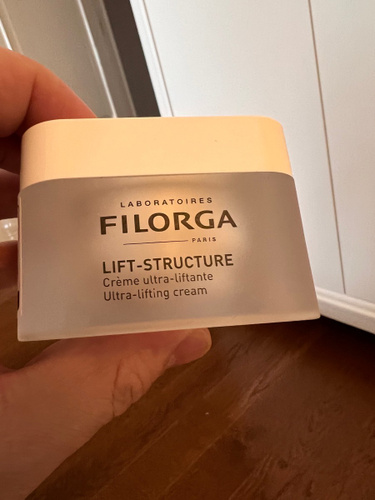 LABORATOIRES
FILORGA
PARIS
LIFT-STRUCTURE
Crème ultra-liftante
Ultra-lifting cream